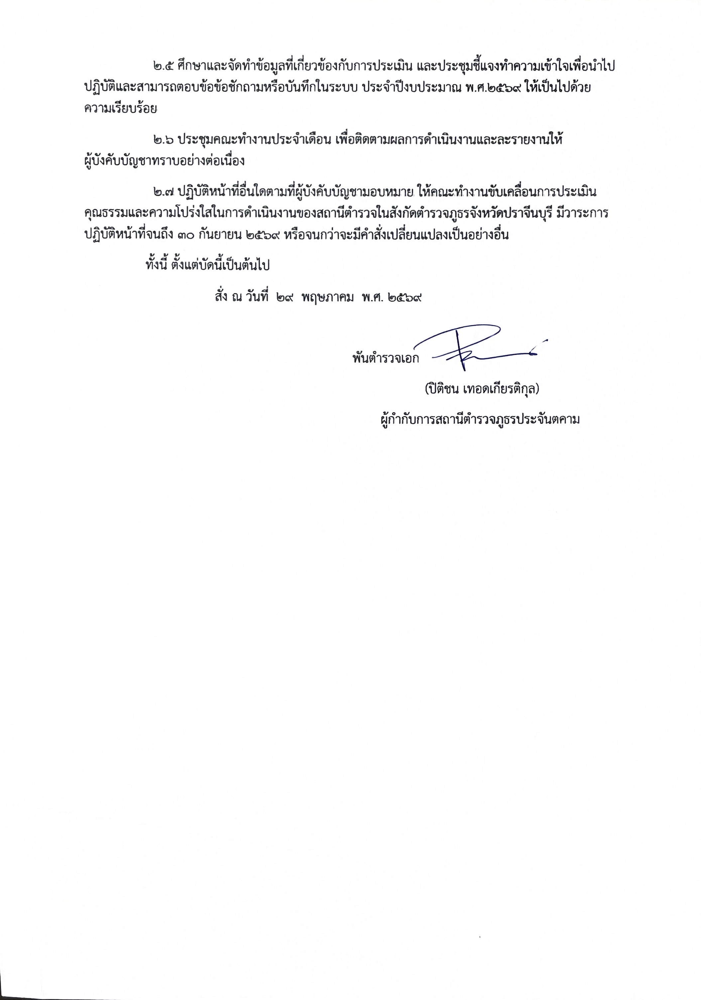 ๒.๕ ศึกษาและจัดทำข้อมูลที่เกี่ยวข้องกับการประเมิน และประชุมชี้แจงทำความเข้าใจเพื่อนำไป
ปฏิบัติและสามารถตอบข้อข้อซักถามหรือบันทึกในระบบ ประจำปีงบประมาณ พ.ศ.๒๕๖๙ ให้เป็นไปด้วย
ความเรียบร้อย
๒.๖ ประชุมคณะทำงานประจำเดือน เพื่อติดตามผลการดำเนินงานและละรายงานให้
ผู้บังคับบัญชาทราบอย่างต่อเนื่อง
๒.๗ ปฏิบัติหน้าที่อื่นใดตามที่ผู้บังคับบัญชามอบหมาย ให้คณะทำงานขับเคลื่อนการประเมิน
คุณธรรมและความโปร่งใสในการดำเนินงานของสถานีตำรวจในสังกัดตำรวจภูธรจังหวัดปราจีนบุรี มีวาระการ
ปฏิบัติหน้าที่จนถึง ๓๐ กันยายน ๒๕๖๙ หรือจนกว่าจะมีคำสั่งเปลี่ยนแปลงเป็นอย่างอื่น
ทั้งนี้ ตั้งแต่บัดนี้เป็นต้นไป
สั่ง ณ วันที่ ๒๙ พฤษภาคม พ.ศ. ๒๕๖๙
พันตำรวจเอก
(ปิติชน เทอดเกียรติกุล)
ผู้กำกับการสถานีตำรวจภูธรประจันตคาม